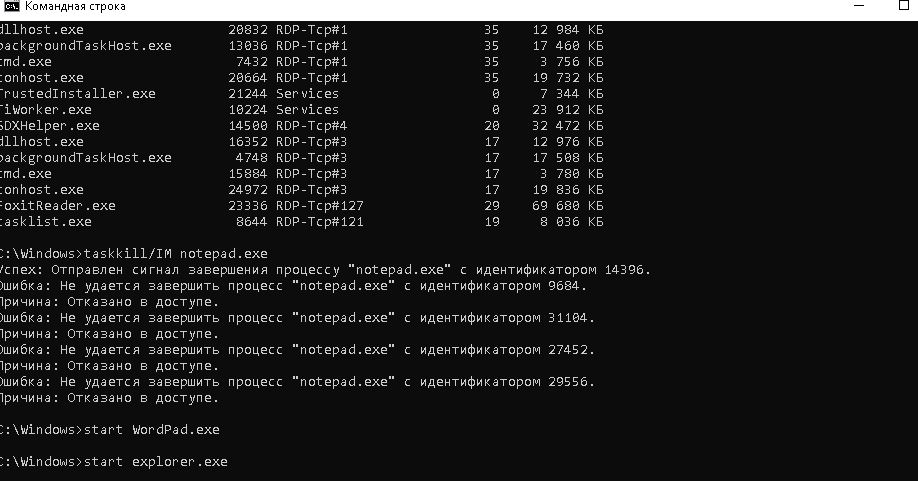 Командная строка
dllhost.exe 20832 RDP-Tcp#1 35 12 984 КБ
backgroundTaskHost.exe 13036 RDP-Tcp#1 35 17 460 КБ
cmd.exe 7432 RDP-Tcp#1 35 3 756 КБ
conhost.exe 20664 RDP-Tcp#1 35 19 732 КБ
TrustedInstaller.exe 21244 Services 0 7 344 КБ
TiWorker.exe 10224 Services 0 23 912 КБ
SDXHelper.exe 14500 RDP-Tcp#4 20 32 472 КБ
dllhost.exe 16352 RDP-Tcp#3 17 12 976 КБ
backgroundTaskHost.exe 4748 RDP-Tcp#3 17 17 508 КБ
cmd.exe 15884 RDP-Tcp#3 17 3 780 КБ
conhost.exe 24972 RDP-Tcp#3 17 19 836 КБ
FoxitReader.exe 23336 RDP-Tcp#127 29 69 680 КБ
tasklist.exe 8644 RDP-Tcp#121 19 8 036 КБ
C:\Windows>taskkill/IM notepad.exe
Успех: Отправлен сигнал завершения процессу "notepad.exe" с идентификатором 14396.
Ошибка: Не удается завершить процесс "notepad.exe" с идентификатором 9684.
Причина: Отказано в доступе.
Ошибка: Не удается завершить процесс "notepad.exe" с идентификатором 31104.
Причина: Отказано в доступе.
Ошибка: Не удается завершить процесс "notepad.exe" с идентификатором 27452.
Причина: Отказано в доступе.
Ошибка: Не удается завершить процесс "notepad.exe" с идентификатором 29556.
Причина: Отказано в доступе.
C:\Windows>start WordPad.exe
C:\Windows>start explorer.exe